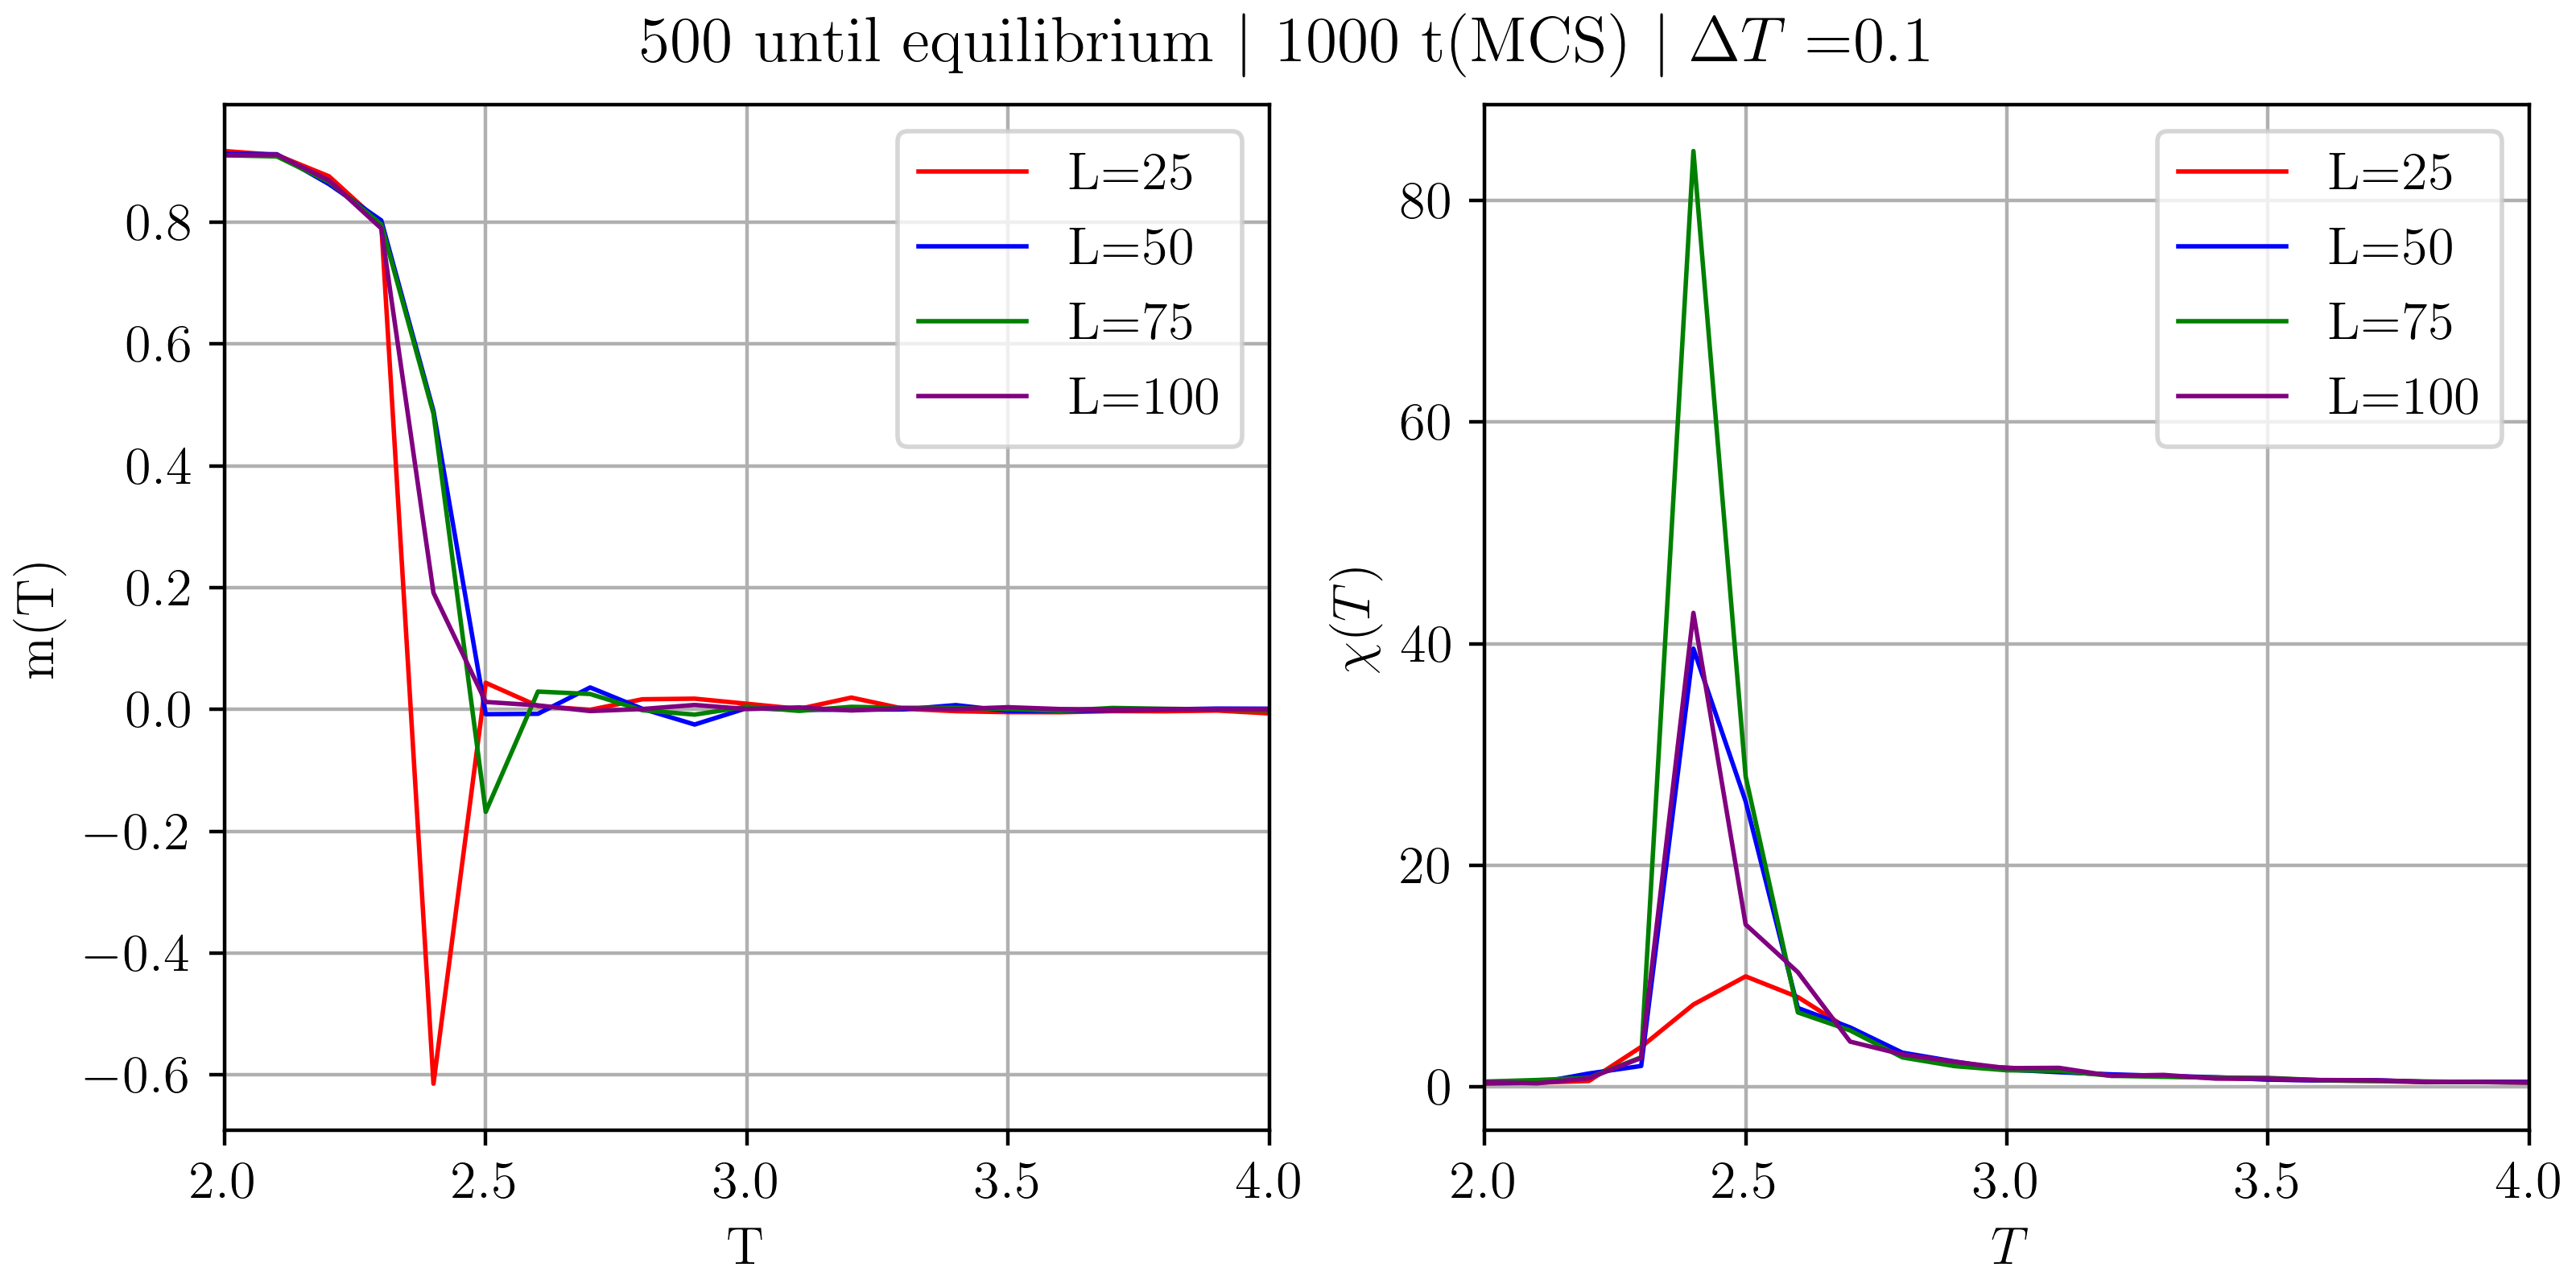 500 until equilibrium | 1000 t(MCS) | ΔT =0.1
m(T)
0.8
0.6
0.4
0.2
0.0
−0.2
−0.4
−0.6
2.0 2.5 3.0 3.5 4.0
T
L=25
L=50
L=75
L=100
χ(T)
80
60
40
20
0
2.0 2.5 3.0 3.5 4.0
T
L=25
L=50
L=75
L=100